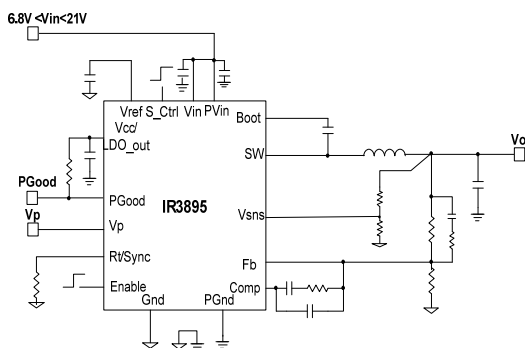 6.8V <Vin<21V
Vref S_Ctrl Vin PVin
Vcc/
LDO_out
Boot
Vo
SW
PGood
PGood
IR3895
Vsns
Vp
Vp
Rt/Sync
Fb
Enable
Comp
Gnd
PGnd